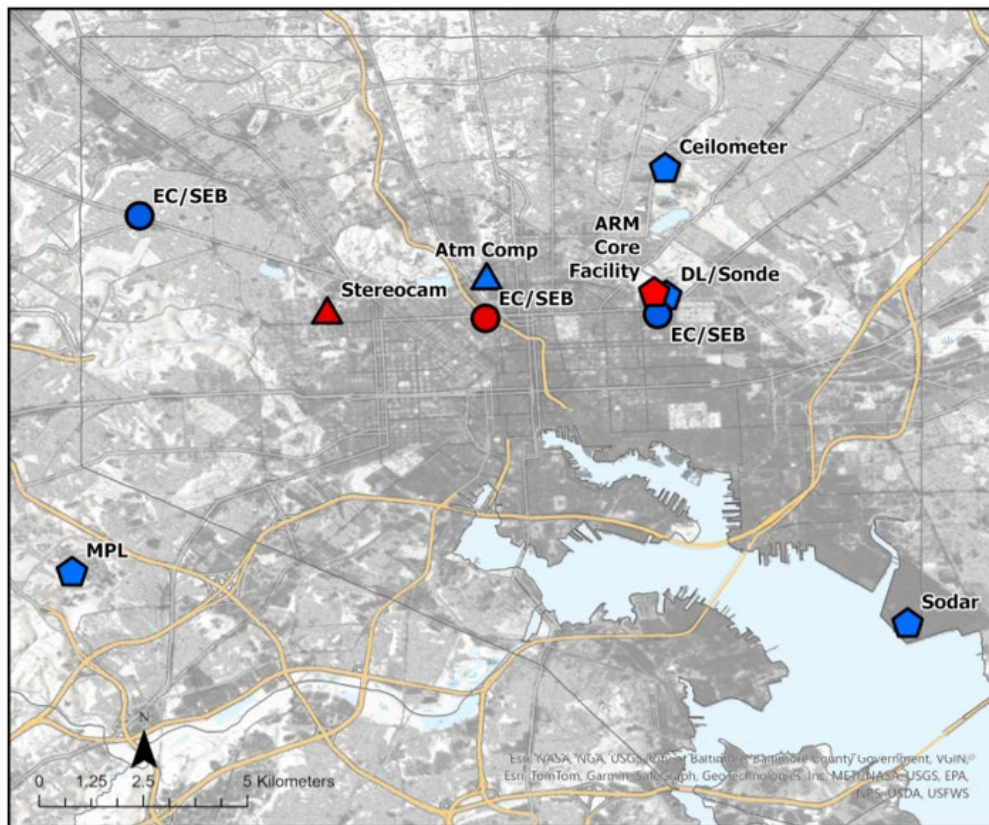 Ceilometer
EC/SEB
ARM
Core
Facility
Atm Comp
DL/Sonde
Stereocam
EC/SEB
EC/SEB
MPL
Sodar
N
0 1.25 2.5 5 Kilometers
Esri, NASA, NGA, USGS, City of Baltimore, Baltimore County Government, VGIN,
Esri, TomTom, Garmin, SafeGraph, GeoTechnologies, Inc, METI/NASA, USGS, EPA,
NPS, USDA, USFWS